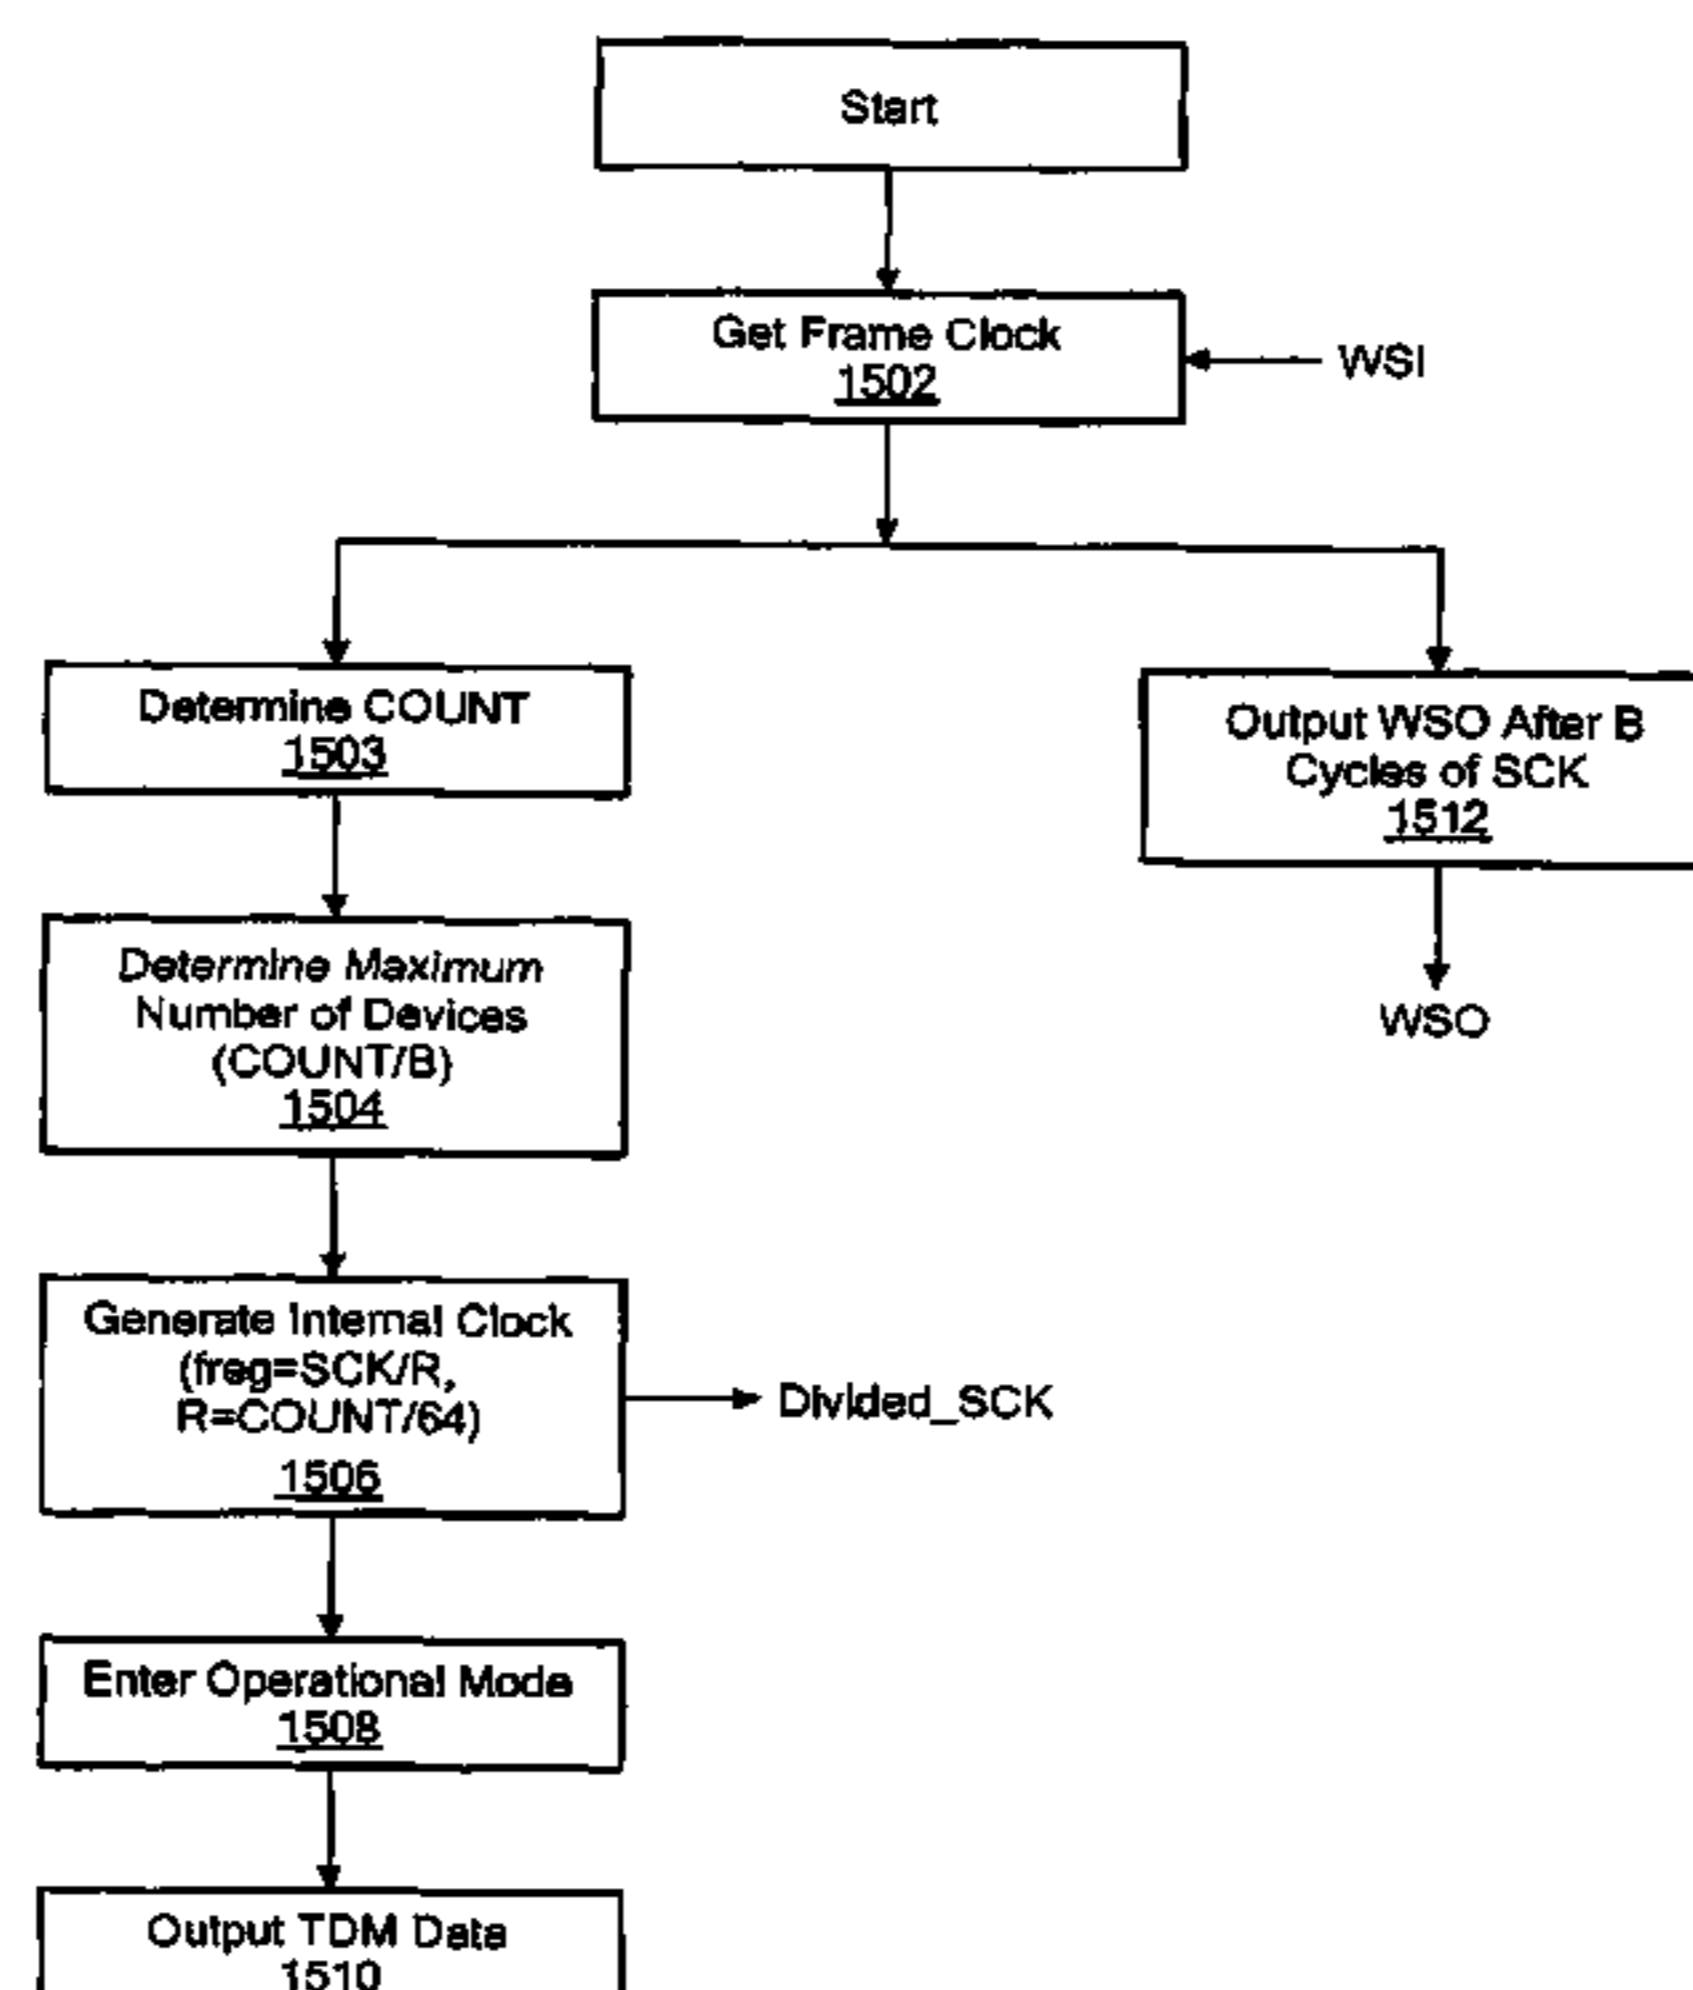 Start
Get Frame Clock
1502
WSI
Determine COUNT
1503
Output WSO After B
Cycles of SCK
1512
WSO
Determine Maximum
Number of Devices
(COUNT/B)
1504
Generate Internal Clock
(freg=SCK/R,
R=COUNT/64)
1506
Divided_SCK
Enter Operational Mode
1508
Output TDM Data
1510